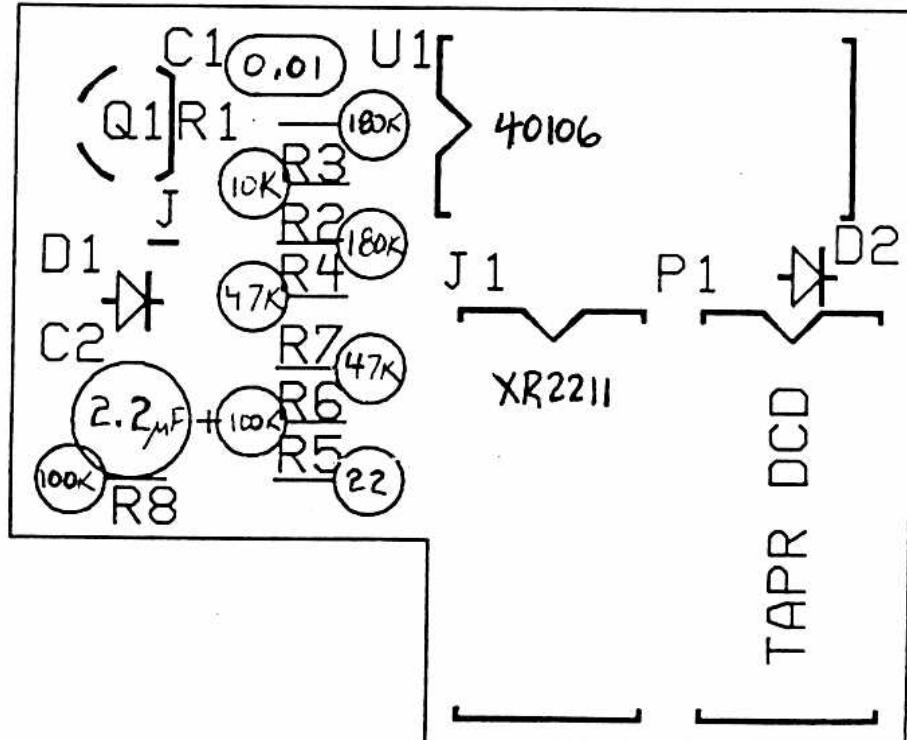 C1 0.01 U1
Q1 R1 180K 40106
10K R3
J R2 180K
D1 47K R4 J1 P1 D2
C2 R7 47K
XR2211
2.2µF + 100K R6
100K R5 22
R8
TAPR DCD